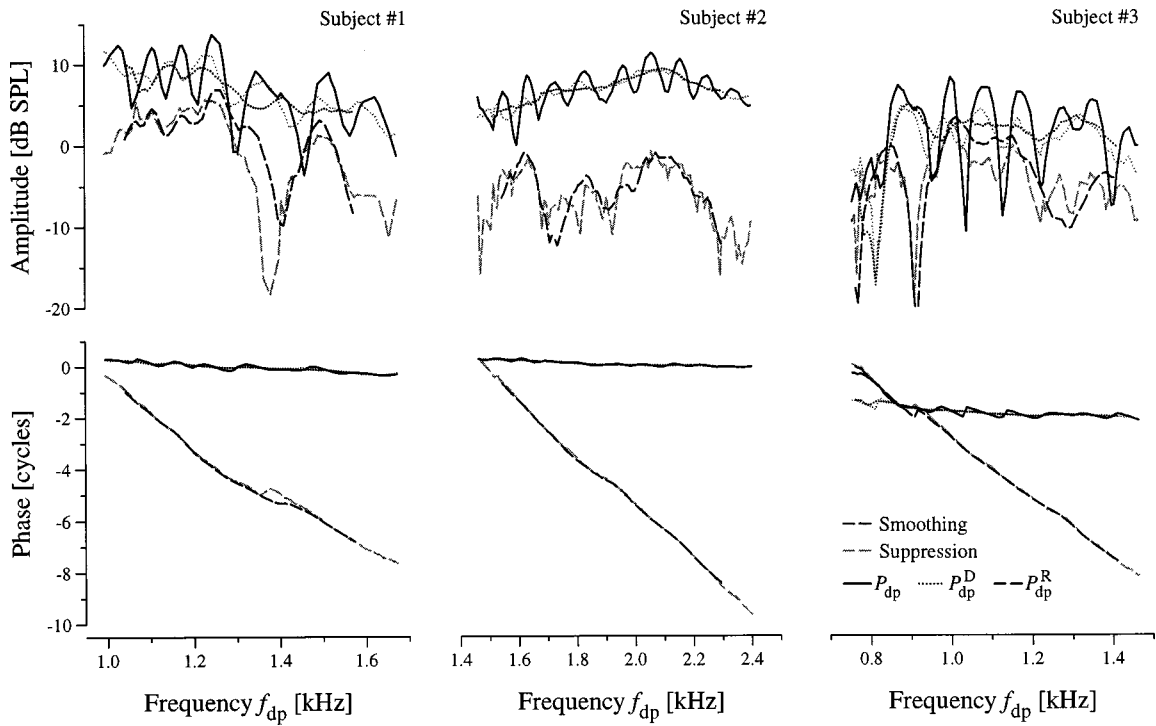 Subject #1
Subject #2
Subject #3
Amplitude [dB SPL]
10
0
-10
-20
Phase [cycles]
0
-2
-4
-6
-8
-10
Smoothing
Suppression
P_dp P_dp^D P_dp^R
1.0 1.2 1.4 1.6
1.4 1.6 1.8 2.0 2.2 2.4
0.8 1.0 1.2 1.4
Frequency f_dp [kHz]
Frequency f_dp [kHz]
Frequency f_dp [kHz]